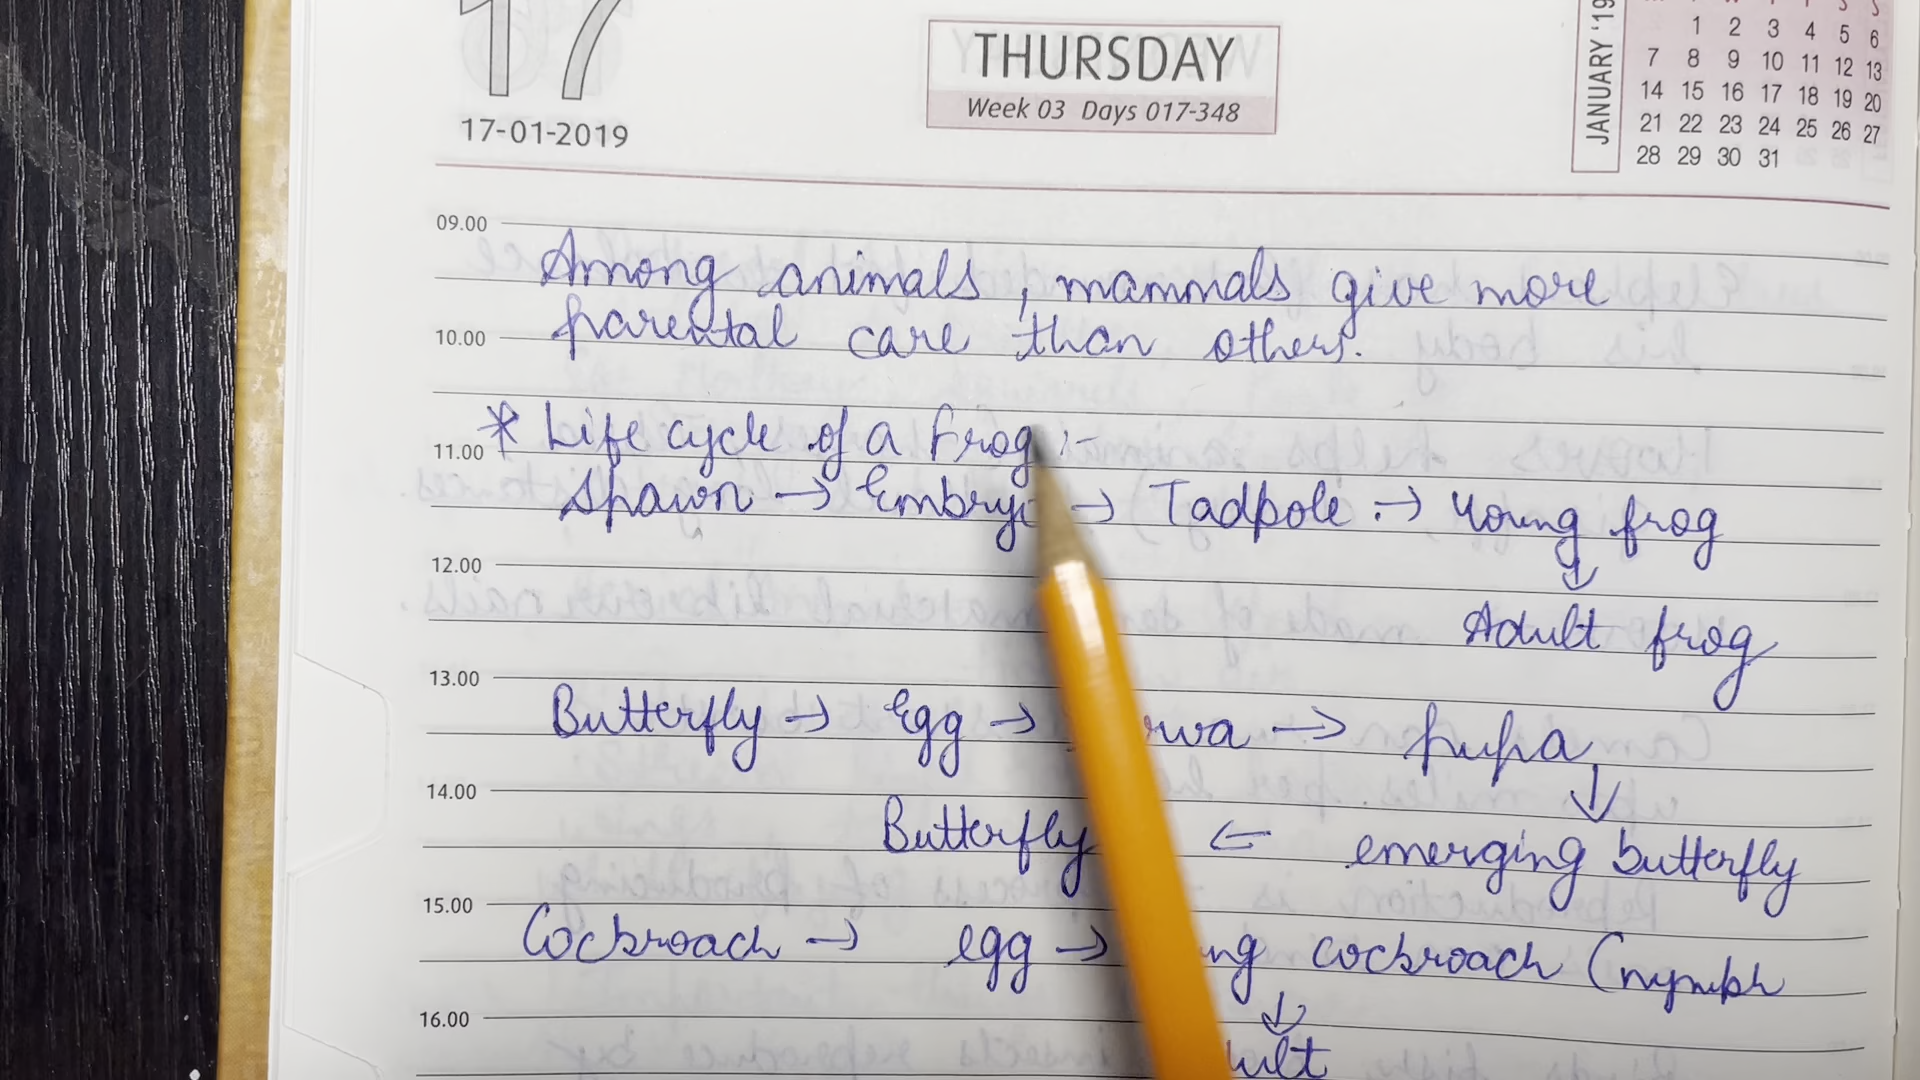 17
17-01-2019
THURSDAY
Week 03 Days 017-348
JANUARY '19
1 2 3 4 5 6
7 8 9 10 11 12 13
14 15 16 17 18 19 20
21 22 23 24 25 26 27
28 29 30 31
09.00
Among animals, mammals give more
10.00
parental care than others.
* Life cycle of a Frog :-
11.00
Spawn → Embryo → Tadpole → Young frog
12.00
↓
Adult frog
13.00
Butterfly → Egg → → pupa
14.00
↓
Butterfly ← emerging butterfly
15.00
Cockroach → egg → cockroach (nymph
16.00
↓